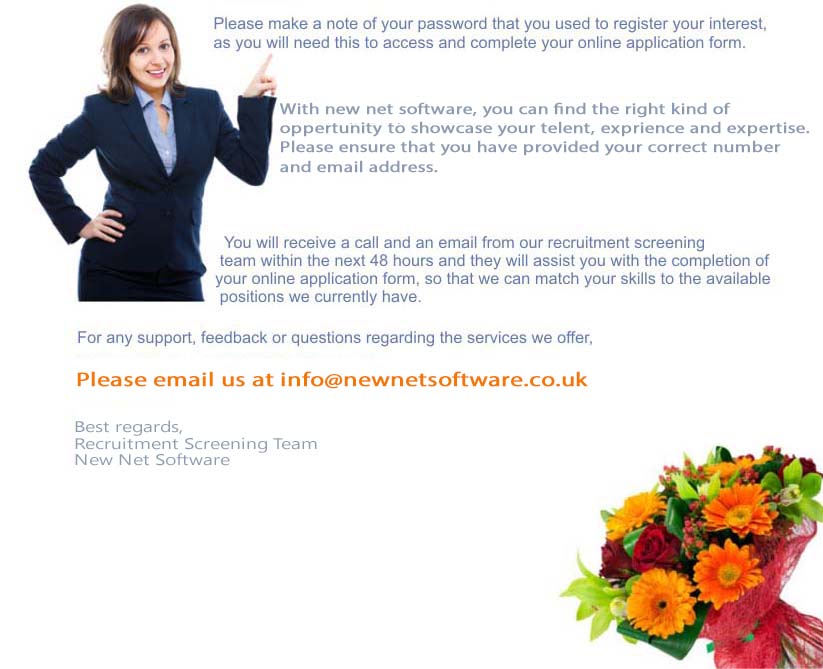 Please make a note of your password that you used to register your interest,
as you will need this to access and complete your online application form.
With new net software, you can find the right kind of
oppertunity to showcase your telent, exprience and expertise.
Please ensure that you have provided your correct number
and email address.
You will receive a call and an email from our recruitment screening
team within the next 48 hours and they will assist you with the completion of
your online application form, so that we can match your skills to the available
positions we currently have.
For any support, feedback or questions regarding the services we offer,
Please email us at info@newnetsoftware.co.uk
Best regards,
Recruitment Screening Team
New Net Software